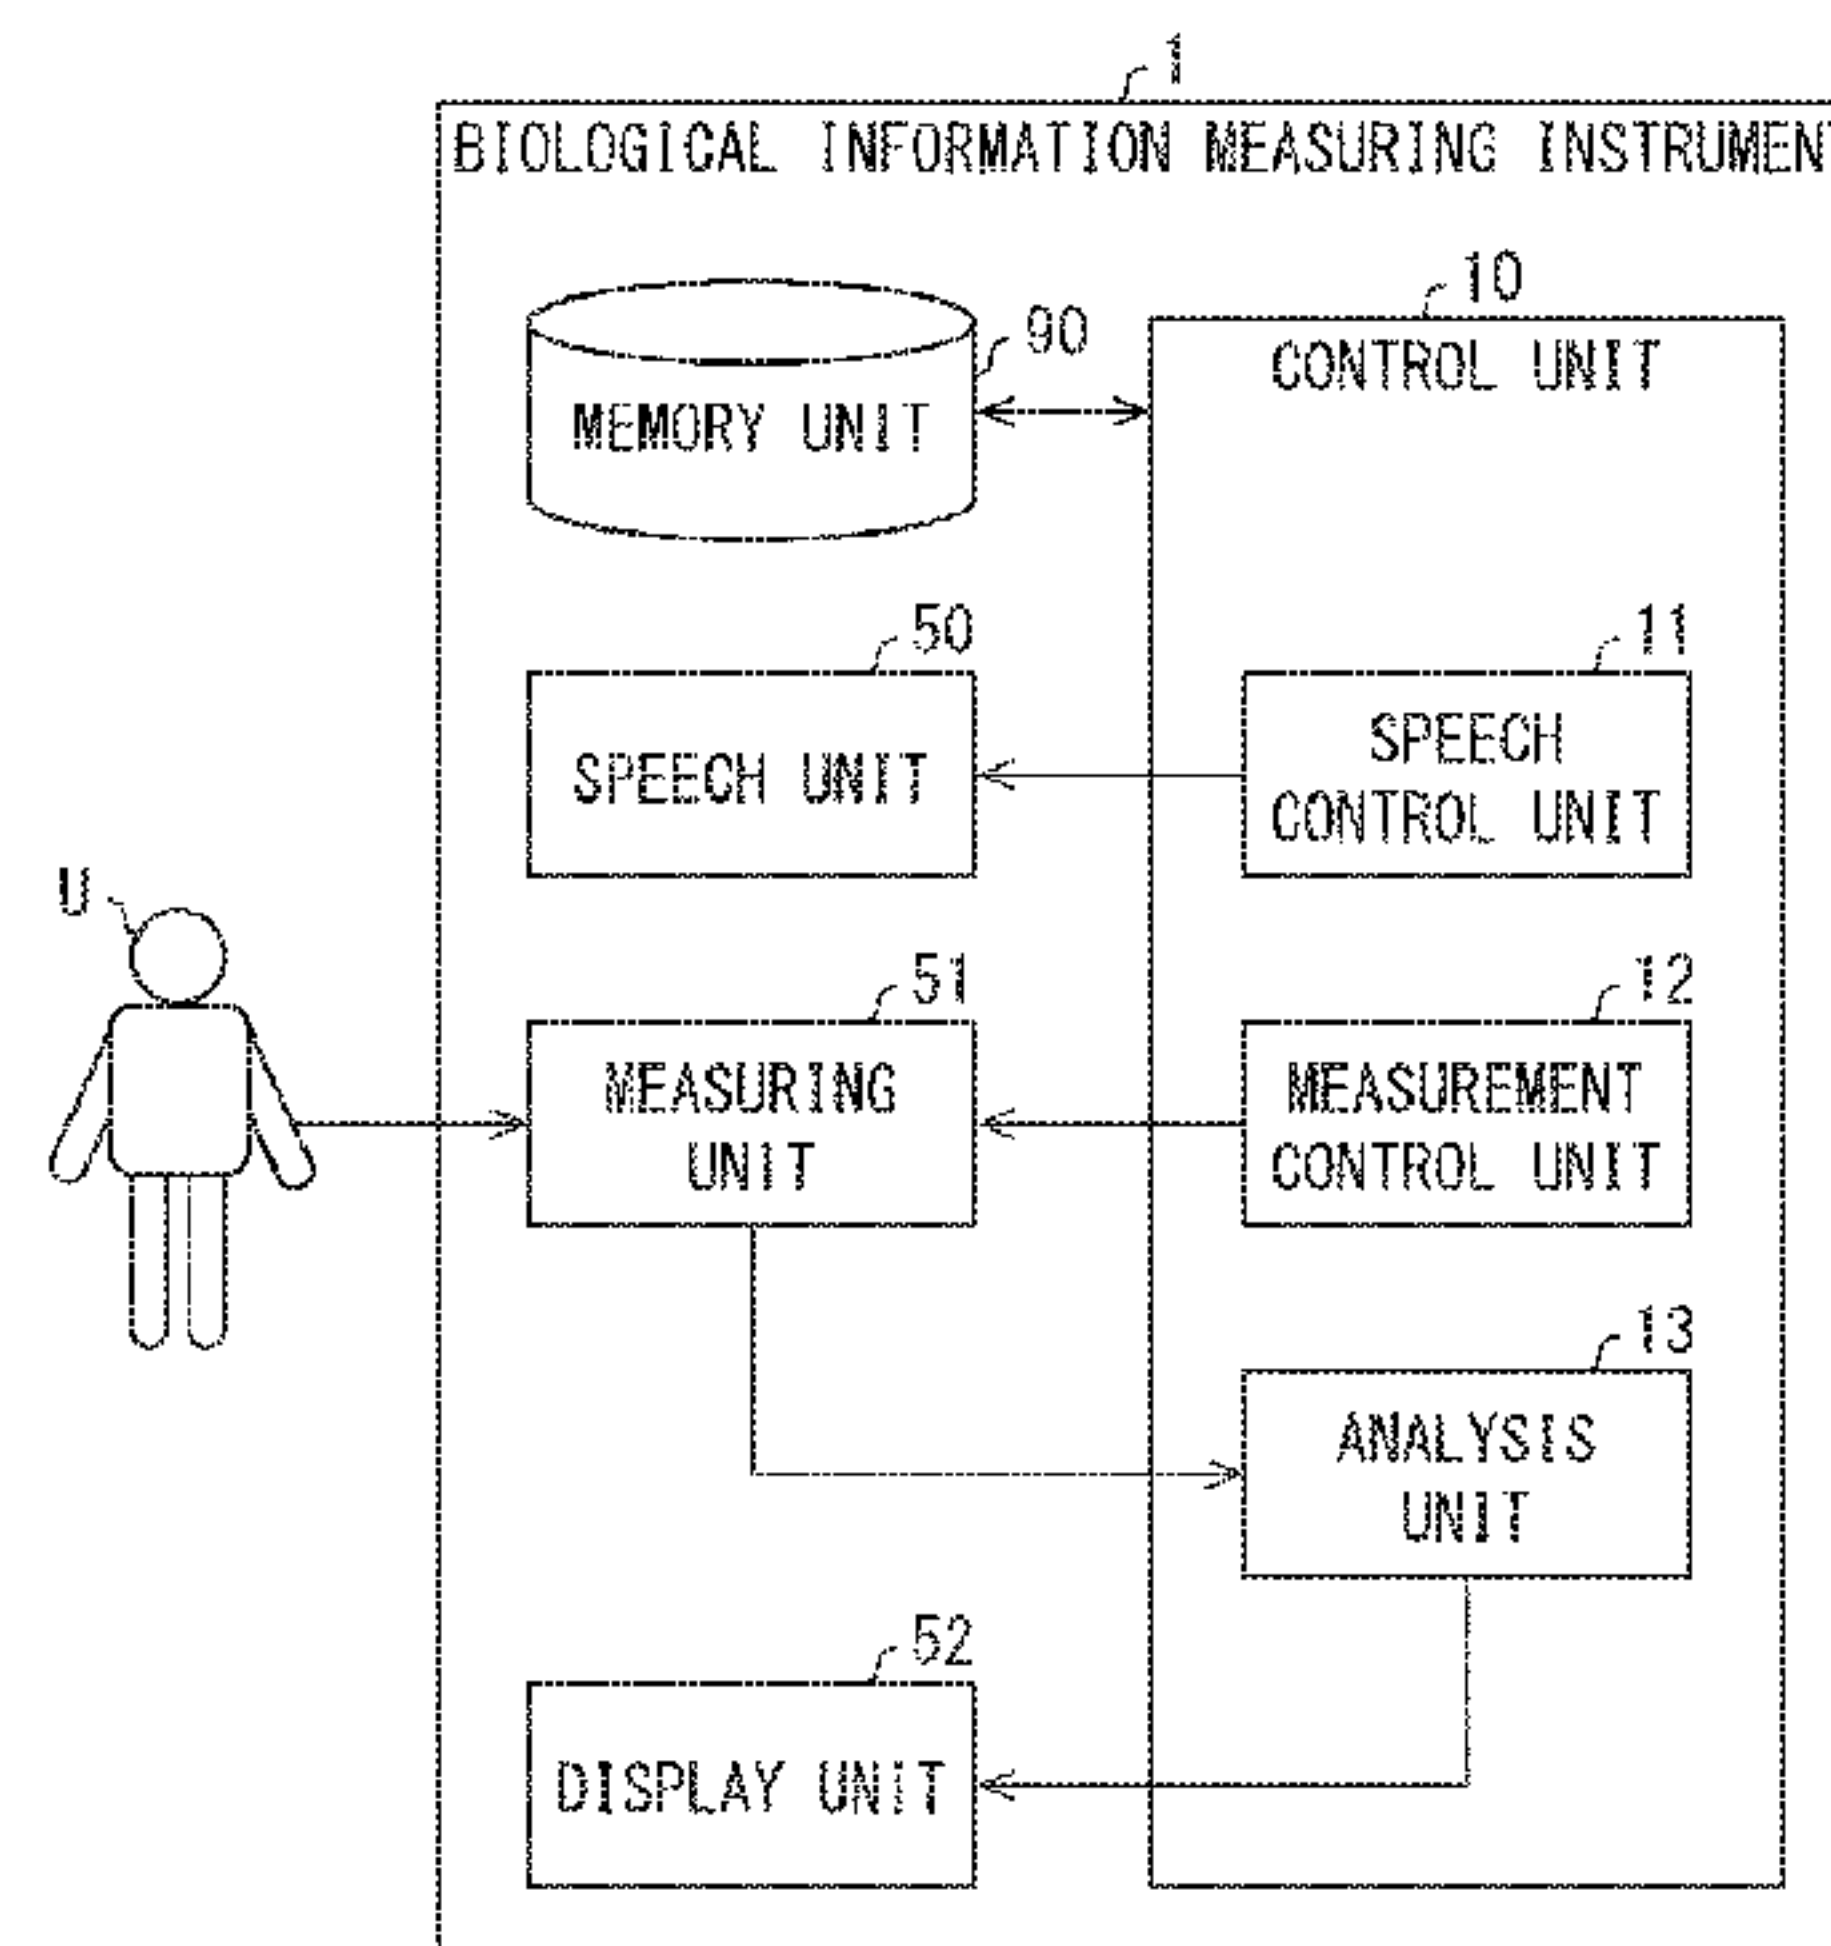 1
BIOLOGICAL INFORMATION MEASURING INSTRUMEN
10
CONTROL UNIT
90
MEMORY UNIT
50
SPEECH UNIT
11
SPEECH
CONTROL UNIT
U
51
MEASURING
UNIT
12
MEASUREMENT
CONTROL UNIT
13
ANALYSIS
UNIT
52
DISPLAY UNIT